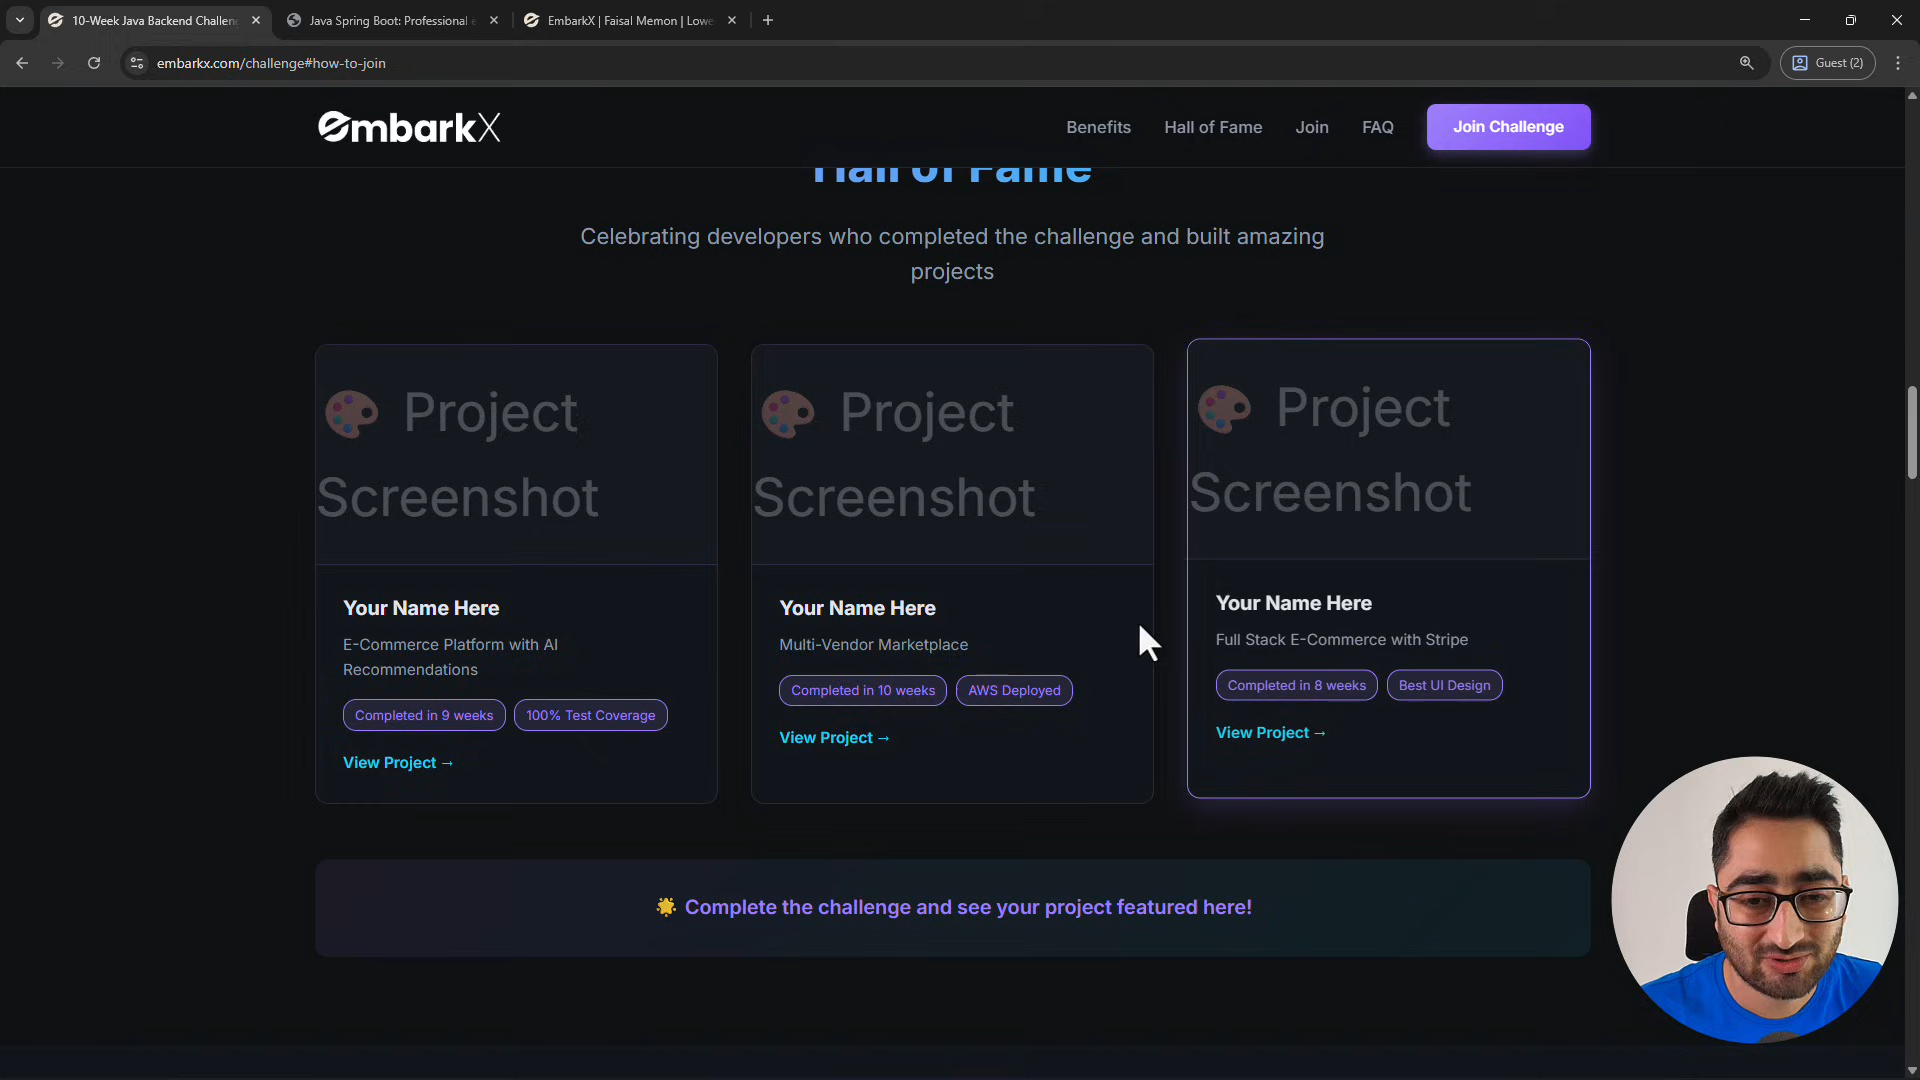 10-Week Java Backend Challen
Java Spring Boot: Professional
EmbarkX | Faisal Memon | Lowe
embarkx.com/challenge#how-to-join
Guest (2)
EmbarkX
Benefits
Hall of Fame
Join
FAQ
Join Challenge
Hall of Fame
Celebrating developers who completed the challenge and built amazing
projects
Project
Screenshot
Your Name Here
E-Commerce Platform with AI
Recommendations
Completed in 9 weeks
100% Test Coverage
View Project →
Project
Screenshot
Your Name Here
Multi-Vendor Marketplace
Completed in 10 weeks
AWS Deployed
View Project →
Project
Screenshot
Your Name Here
Full Stack E-Commerce with Stripe
Completed in 8 weeks
Best UI Design
View Project →
🌟 Complete the challenge and see your project featured here!